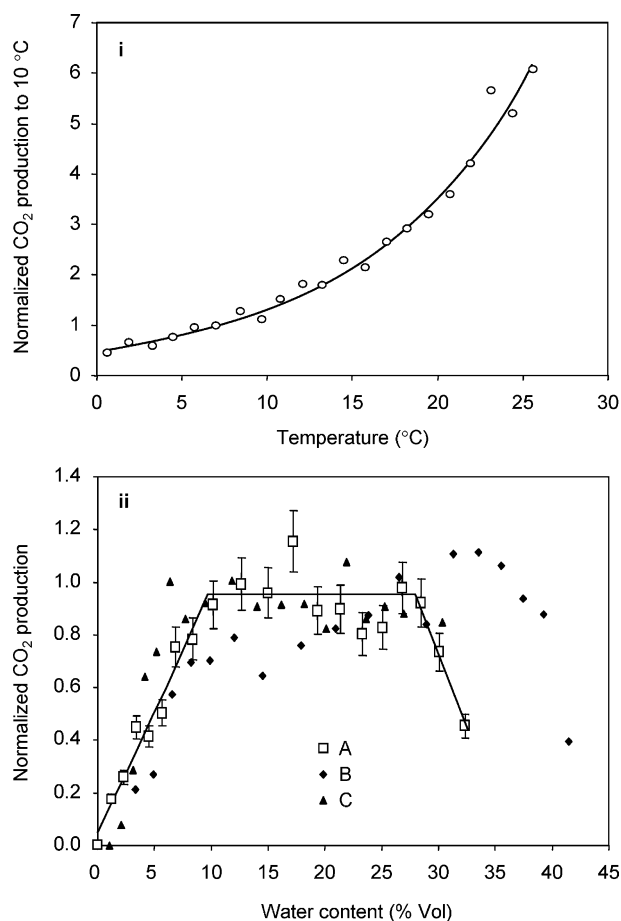 Normalized CO₂ production to 10 °C
i
7
6
5
4
3
2
1
0
0 5 10 15 20 25 30
Temperature (°C)
Normalized CO₂ production
ii
1.4
1.2
1.0
0.8
0.6
0.4
0.2
0.0
A
B
C
0 5 10 15 20 25 30 35 40 45
Water content (% Vol)